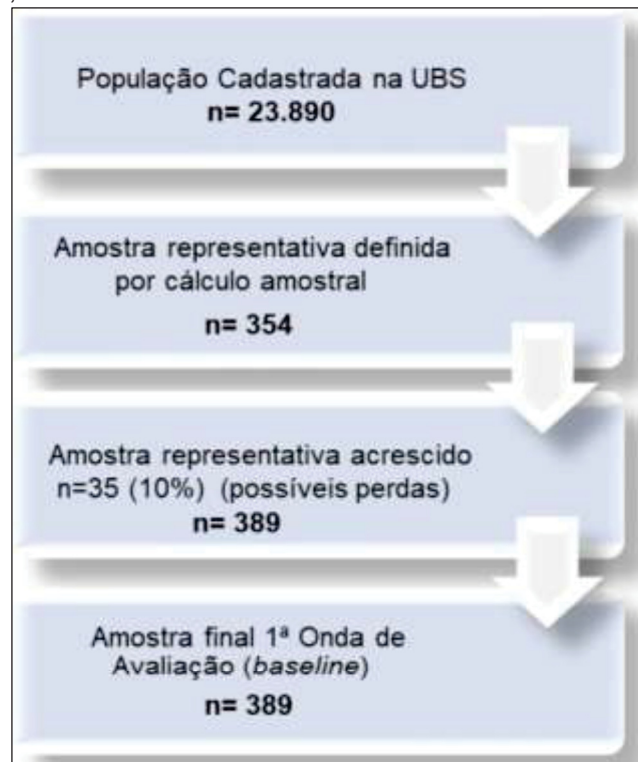 População Cadastrada na UBS
n= 23.890
Amostra representativa definida
por cálculo amostral
n= 354
Amostra representativa acrescido
n=35 (10%) (possíveis perdas)
n= 389
Amostra final 1ª Onda de
Avaliação (baseline)
n= 389